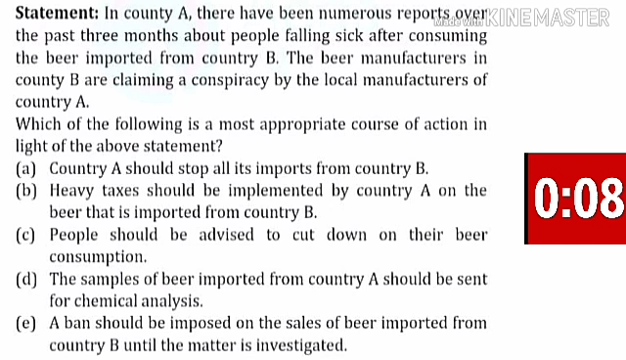 Statement: In county A, there have been numerous reports over
the past three months about people falling sick after consuming
the beer imported from country B. The beer manufacturers in
county B are claiming a conspiracy by the local manufacturers of
country A.
Which of the following is a most appropriate course of action in
light of the above statement?
(a) Country A should stop all its imports from country B.
(b) Heavy taxes should be implemented by country A on the
beer that is imported from country B.
(c) People should be advised to cut down on their beer
consumption.
(d) The samples of beer imported from country A should be sent
for chemical analysis.
(e) A ban should be imposed on the sales of beer imported from
country B until the matter is investigated.
Made with KINEMASTER
0:08